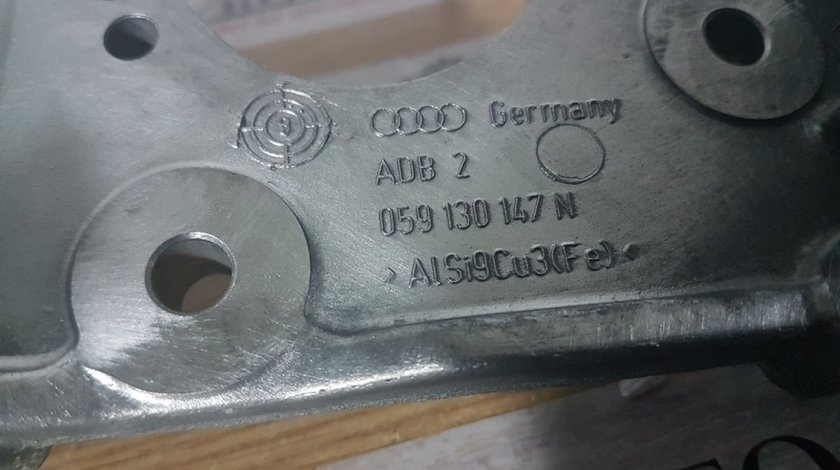 Germany
ADB 2
059 130 147 N
>AlSi9Cu3(Fe)<